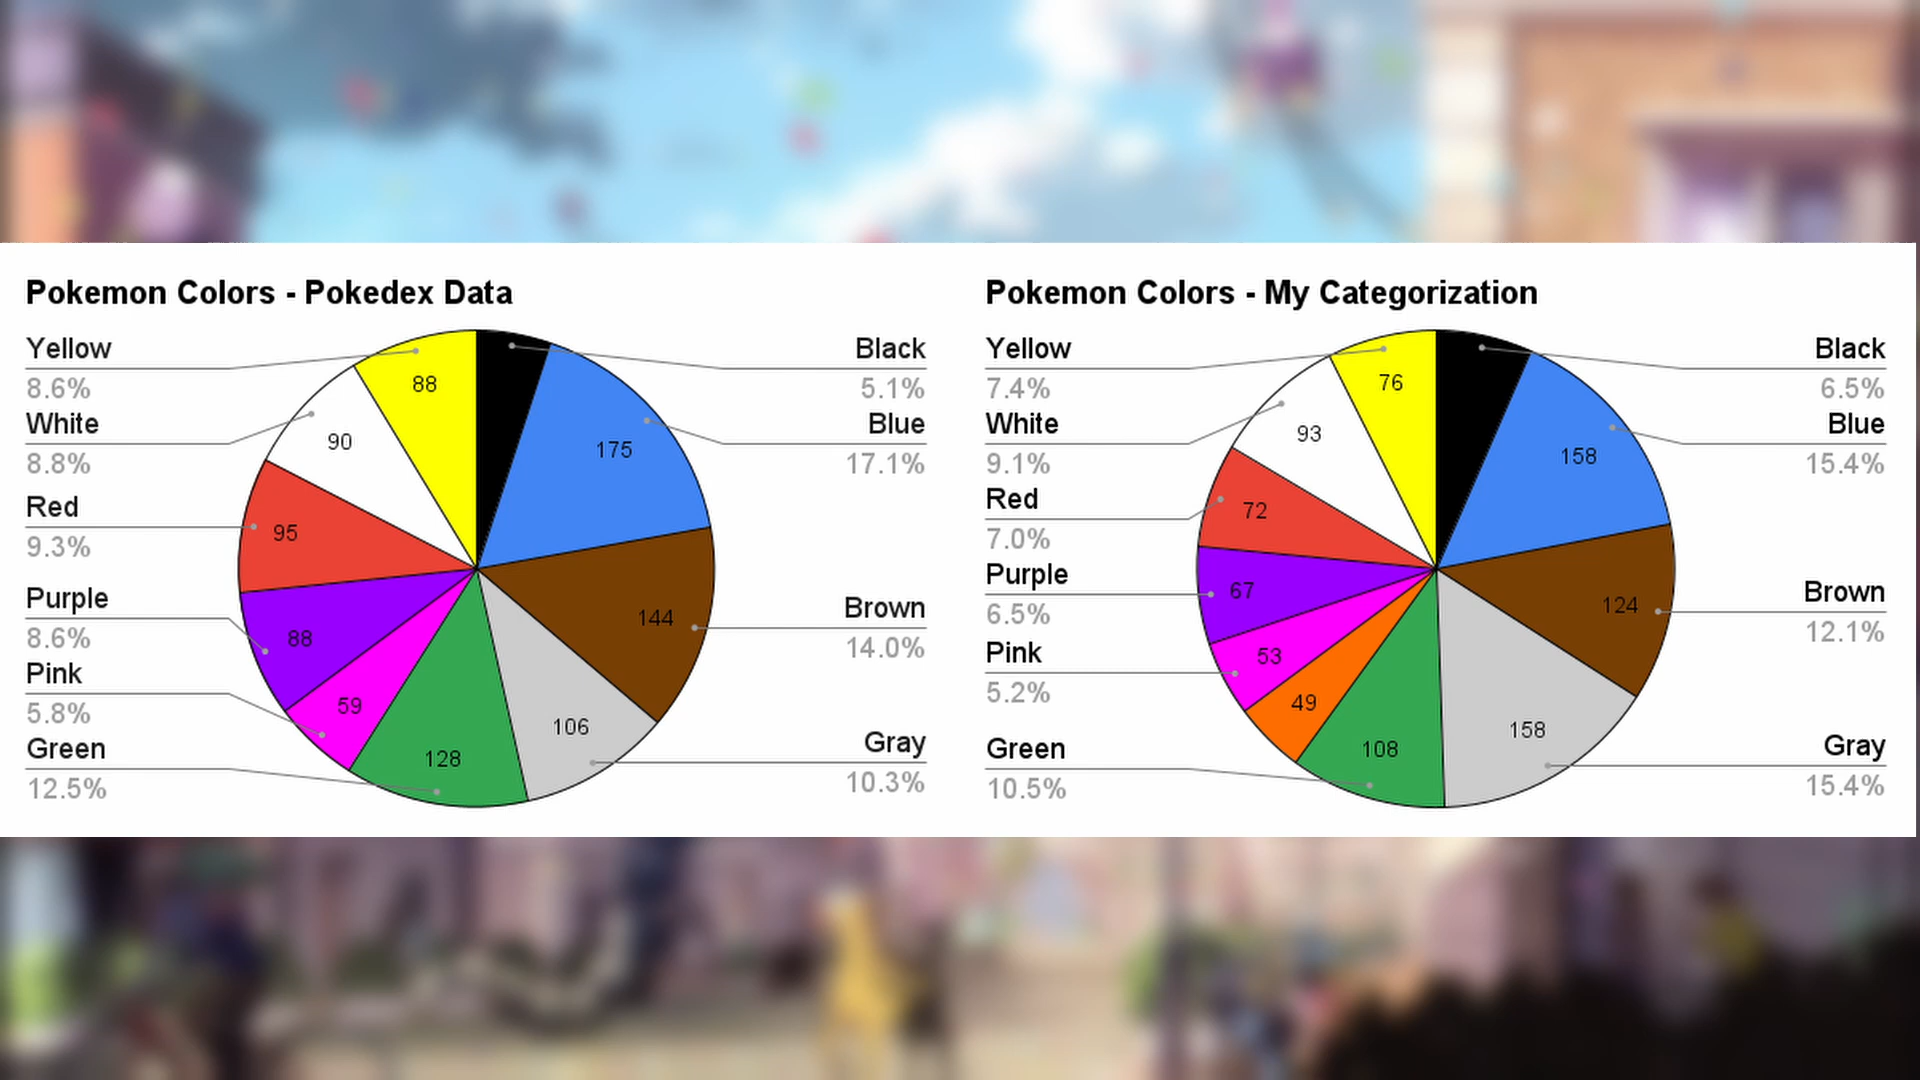 Pokemon Colors - Pokedex Data
Yellow
8.6%
White
8.8%
Red
9.3%
Purple
8.6%
Pink
5.8%
Green
12.5%
88
90
95
88
59
128
106
144
175
Black
5.1%
Blue
17.1%
Brown
14.0%
Gray
10.3%
Pokemon Colors - My Categorization
Yellow
7.4%
White
9.1%
Red
7.0%
Purple
6.5%
Pink
5.2%
Green
10.5%
76
93
72
67
53
49
108
158
124
158
Black
6.5%
Blue
15.4%
Brown
12.1%
Gray
15.4%